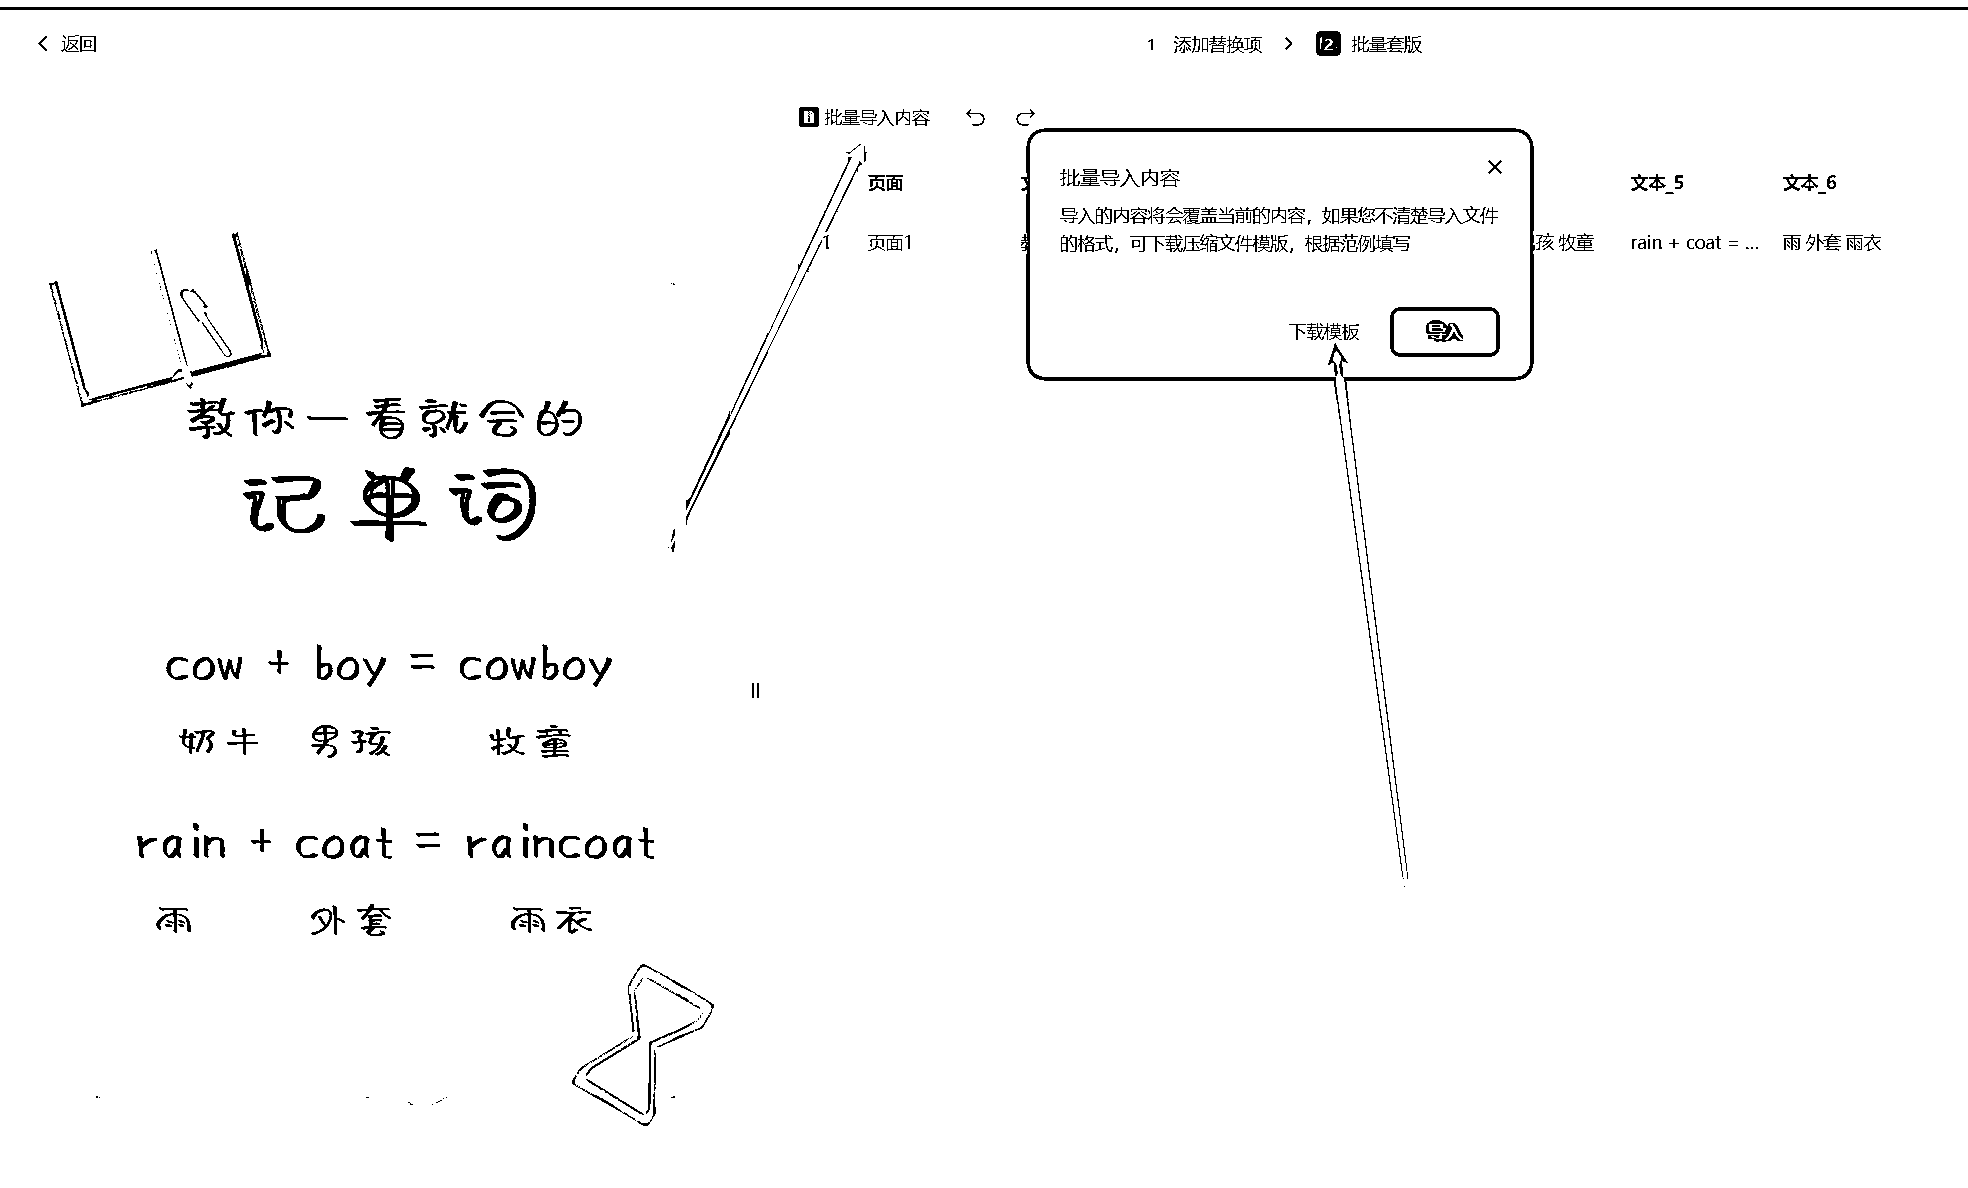 返回
1 添加替换项 > 2 批量套版
批量导入内容
页面 文本_5 文本_6
1 页面1 孩 牧童 rain + coat = ... 雨 外套 雨衣
批量导入内容
导入的内容将会覆盖当前的内容，如果您不清楚导入文件
的格式，可下载压缩文件模版，根据范例填写
下载模板 导入
教你一看就会的
记单词
cow + boy = cowboy
奶牛 男孩 牧童
rain + coat = raincoat
雨 外套 雨衣